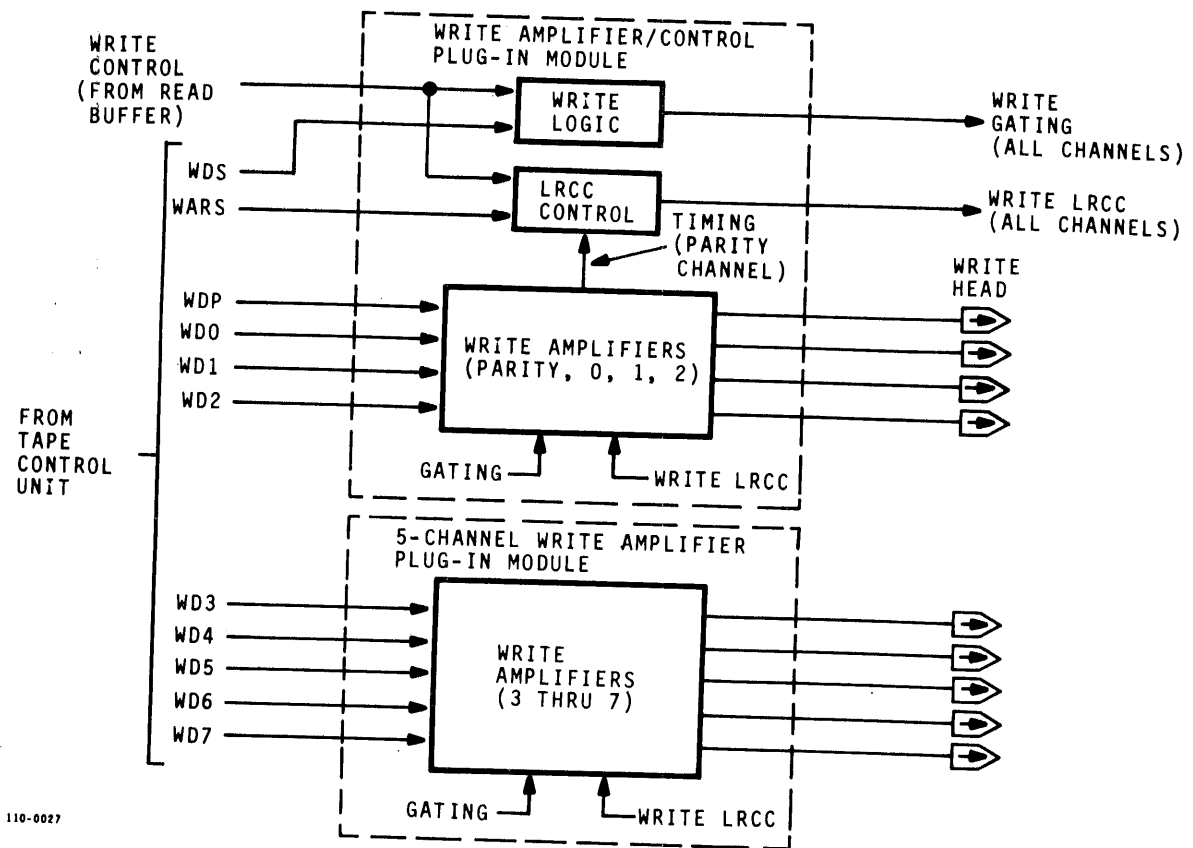 WRITE AMPLIFIER/CONTROL
PLUG-IN MODULE
WRITE
CONTROL
(FROM READ
BUFFER)
WRITE
LOGIC
WRITE
GATING
(ALL CHANNELS)
WDS
WARS
LRCC
CONTROL
WRITE LRCC
(ALL CHANNELS)
TIMING
(PARITY
CHANNEL)
WRITE
HEAD
WDP
WD0
WD1
WD2
WRITE AMPLIFIERS
(PARITY, 0, 1, 2)
FROM
TAPE
CONTROL
UNIT
GATING
WRITE LRCC
5-CHANNEL WRITE AMPLIFIER
PLUG-IN MODULE
WD3
WD4
WD5
WD6
WD7
WRITE
AMPLIFIERS
(3 THRU 7)
GATING
WRITE LRCC
110-0027